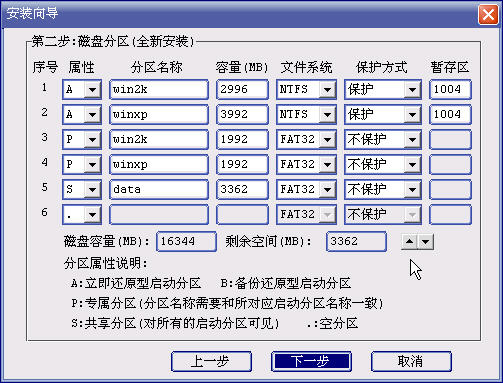 安装向导
第二步:磁盘分区(全新安装)
序号 属性 分区名称 容量(MB) 文件系统 保护方式 暂存区
1 A win2k 2996 NTFS 保护 1004
2 A winxp 3992 NTFS 保护 1004
3 P win2k 1992 FAT32 不保护
4 P winxp 1992 FAT32 不保护
5 S data 3362 FAT32 不保护
6 . FAT32 不保护
磁盘容量(MB): 16344 剩余空间(MB): 3362
分区属性说明:
A:立即还原型启动分区 B:备份还原型启动分区
P:专属分区(分区名称需要和所对应启动分区名称一致)
S:共享分区(对所有的启动分区可见) .:空分区
上一步 下一步 取消